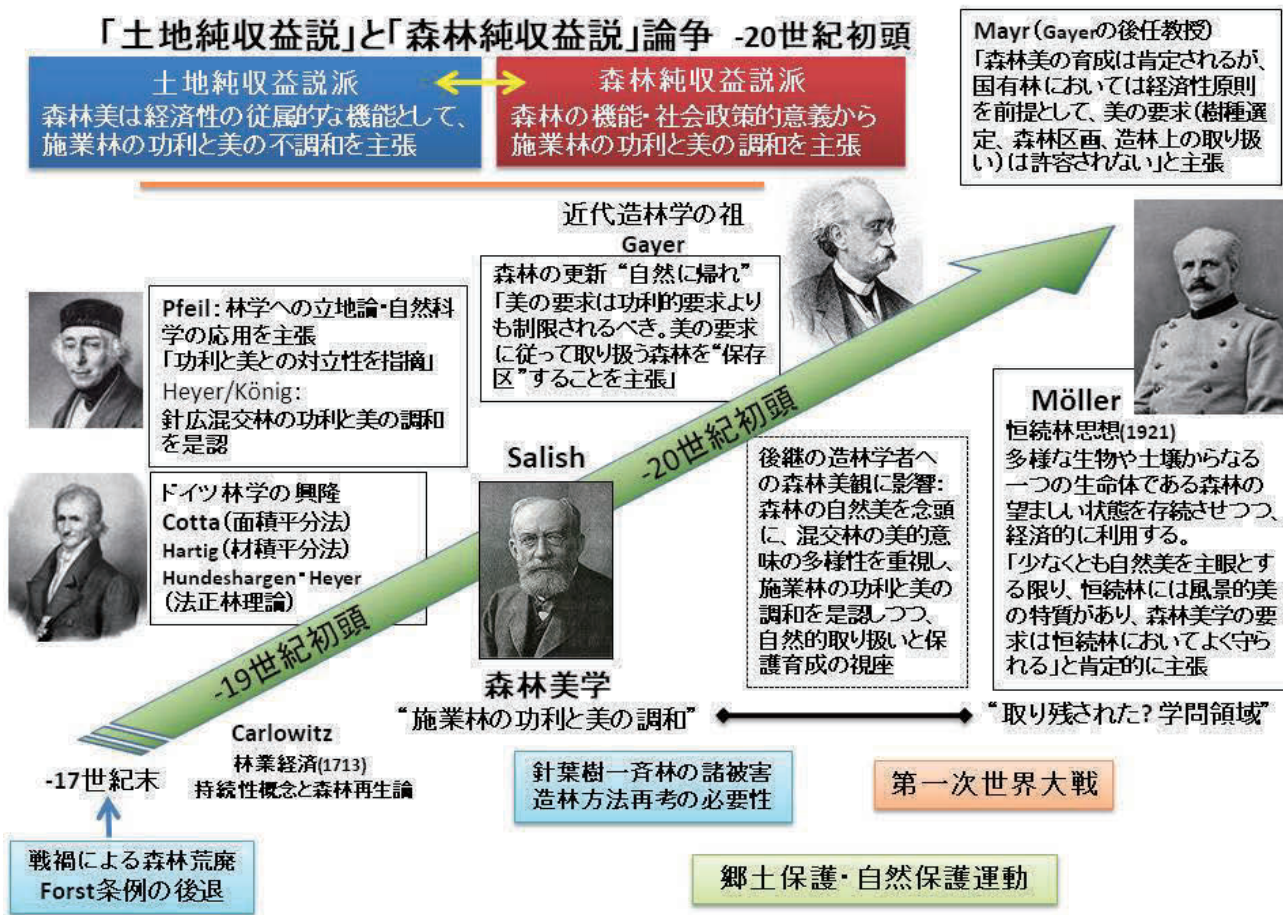 「土地純収益説」と「森林純収益説」論争 -20世紀初頭
土地純収益説派
森林美は経済性の従属的な機能として、
施業林の功利と美の不調和を主張
森林純収益説派
森林の機能・社会政策的意義から
施業林の功利と美の調和を主張
Mayr(Gayerの後任教授)
「森林美の育成は肯定されるが、
国有林においては経済性原則
を前提として、美の要求(樹種選
定、森林区画、造林上の取り扱
い)は許容されない」と主張
近代造林学の祖
Gayer
森林の更新 “自然に帰れ”
「美の要求は功利的要求より
も制限されるべき。美の要求
に従って取り扱う森林を“保存
区”することを主張」
Pfeil:林学への立地論・自然科
学の応用を主張
「功利と美との対立性を指摘」
Heyer/König:
針広混交林の功利と美の調和
を是認
ドイツ林学の興隆
Cotta(面積平分法)
Hartig(材積平分法)
Hundeshargen・Heyer
(法正林理論)
-19世紀初頭
-20世紀初頭
Salish
森林美学
“施業林の功利と美の調和”
後継の造林学者へ
の森林美観に影響:
森林の自然美を念頭
に、混交林の美的意
味の多様性を重視し、
施業林の功利と美の
調和を是認しつつ、
自然的取り扱いと保
護育成の視座
Möller
恒続林思想(1921)
多様な生物や土壌からなる
一つの生命体である森林の
望ましい状態を存続させつつ、
経済的に利用する。
「少なくとも自然美を主眼とす
る限り、恒続林には風景的美
の特質があり、森林美学の要
求は恒続林においてよく守ら
れる」と肯定的に主張
“取り残された?学問領域”
-17世紀末
Carlowitz
林業経済(1713)
持続性概念と森林再生論
戦禍による森林荒廃
Forst条例の後退
針葉樹一斉林の諸被害
造林方法再考の必要性
第一次世界大戦
郷土保護・自然保護運動